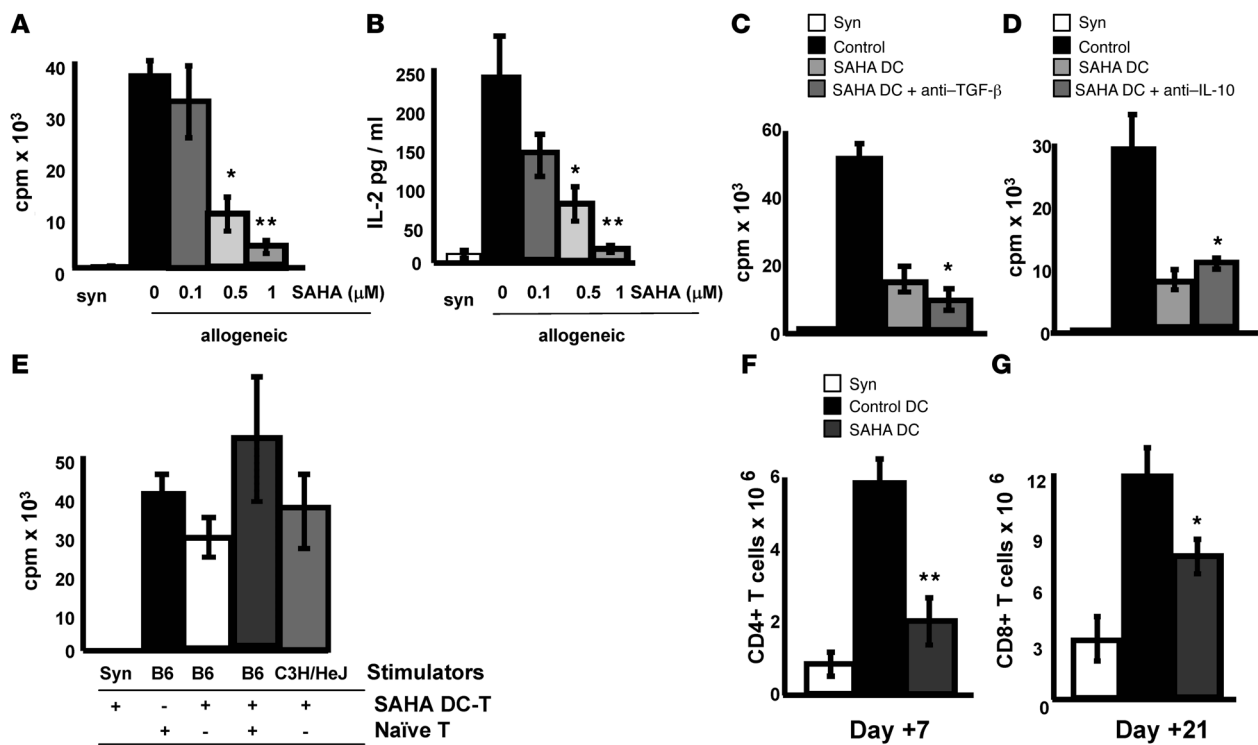 A
cpm x 10³
40
30
20
10
0
*
**
syn
0 0.1 0.5 1 SAHA (μM)
allogeneic
B
IL-2 pg / ml
250
200
150
100
50
0
*
**
syn
0 0.1 0.5 1 SAHA (μM)
allogeneic
C
Syn
Control
SAHA DC
SAHA DC + anti–TGF-β
cpm x 10³
60
40
20
0
*
D
Syn
Control
SAHA DC
SAHA DC + anti–IL-10
cpm x 10³
30
20
10
0
*
E
cpm x 10³
50
40
30
20
10
0
Syn B6 B6 B6 C3H/HeJ Stimulators
+ - + + + SAHA DC-T
+ - + - Naïve T
F
Syn
Control DC
SAHA DC
CD4+ T cells x 10 6
6
4
2
0
**
Day +7
G
CD8+ T cells x 10 6
12
9
6
3
0
*
Day +21